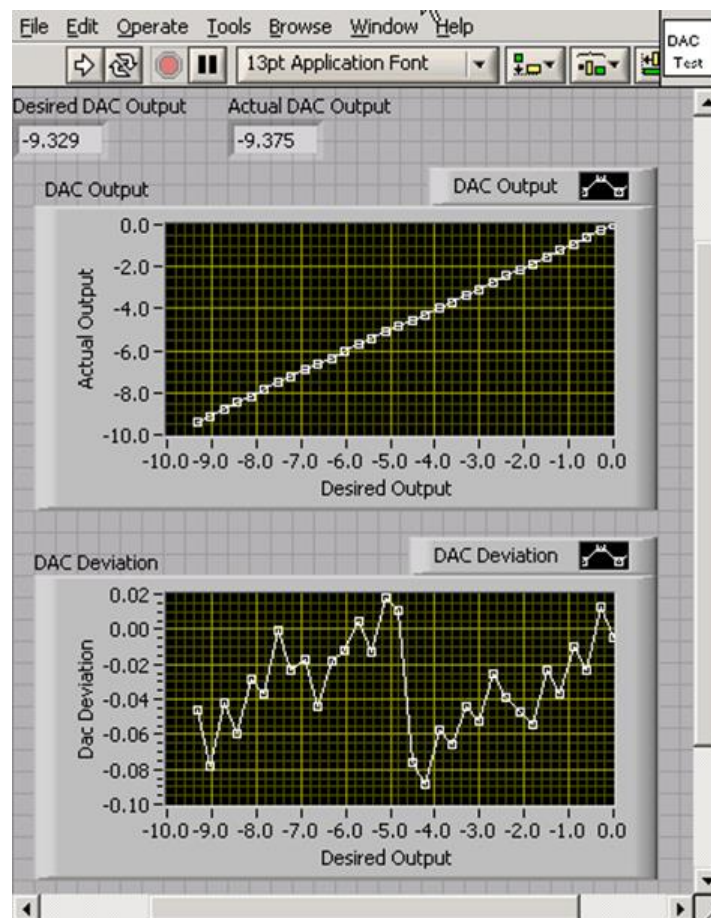 File Edit Operate Tools Browse Window Help
13pt Application Font
DAC
Test
Desired DAC Output Actual DAC Output
-9.329 -9.375
DAC Output DAC Output
0.0
-2.0
-4.0
-6.0
-8.0
-10.0
Actual Output
-10.0 -9.0 -8.0 -7.0 -6.0 -5.0 -4.0 -3.0 -2.0 -1.0 0.0
Desired Output
DAC Deviation DAC Deviation
0.02
0.00
-0.02
-0.04
-0.06
-0.08
-0.10
Dac Deviation
-10.0 -9.0 -8.0 -7.0 -6.0 -5.0 -4.0 -3.0 -2.0 -1.0 0.0
Desired Output